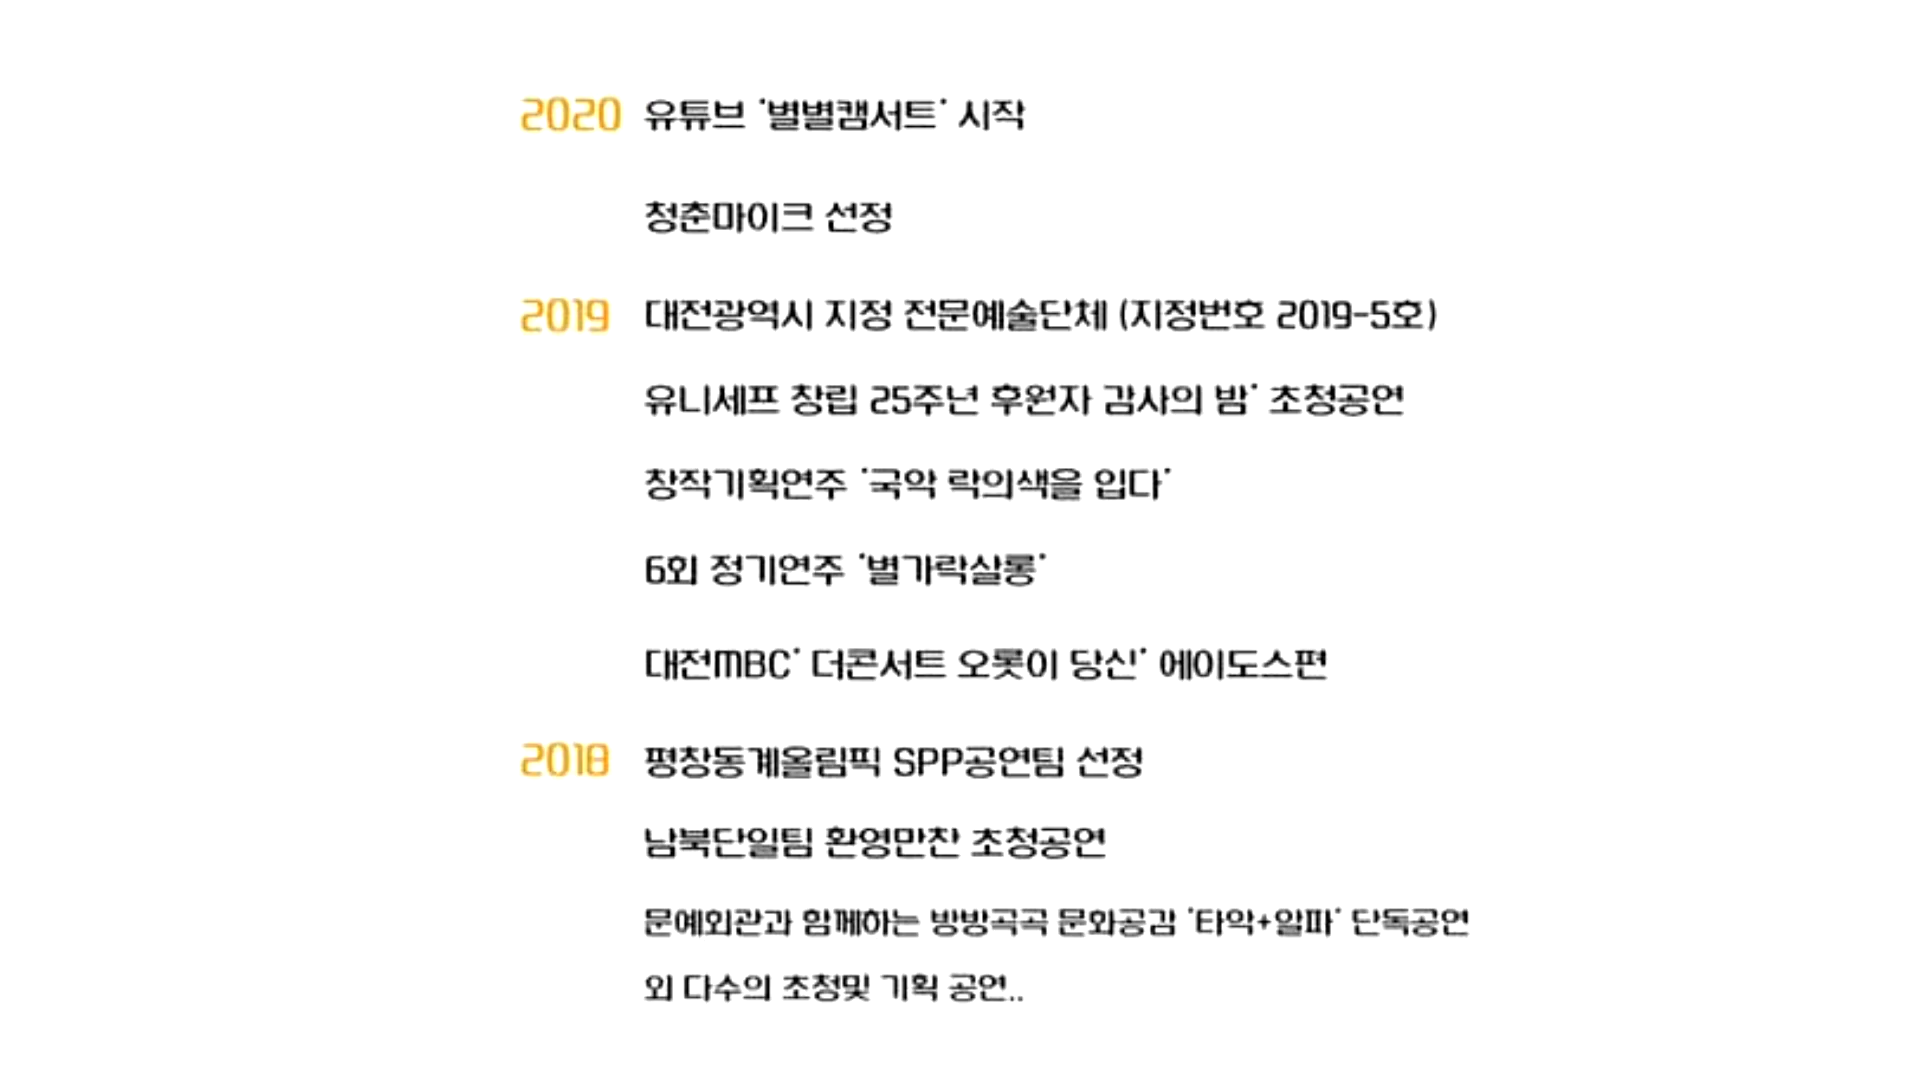 2020 유튜브 '별별캠서트' 시작
청춘마이크 선정
2019 대전광역시 지정 전문예술단체 (지정번호 2019-5호)
유니세프 창립 25주년 후원자 감사의 밤' 초청공연
창작기획연주 '국악 락의색을 입다'
6회 정기연주 '별가락살롱'
대전MBC' 더콘서트 오롯이 당신' 에이도스편
2018 평창동계올림픽 SPP공연팀 선정
남북단일팀 환영만찬 초청공연
문예회관과 함께하는 방방곡곡 문화공감 '타악+알파' 단독공연
외 다수의 초청및 기획 공연..